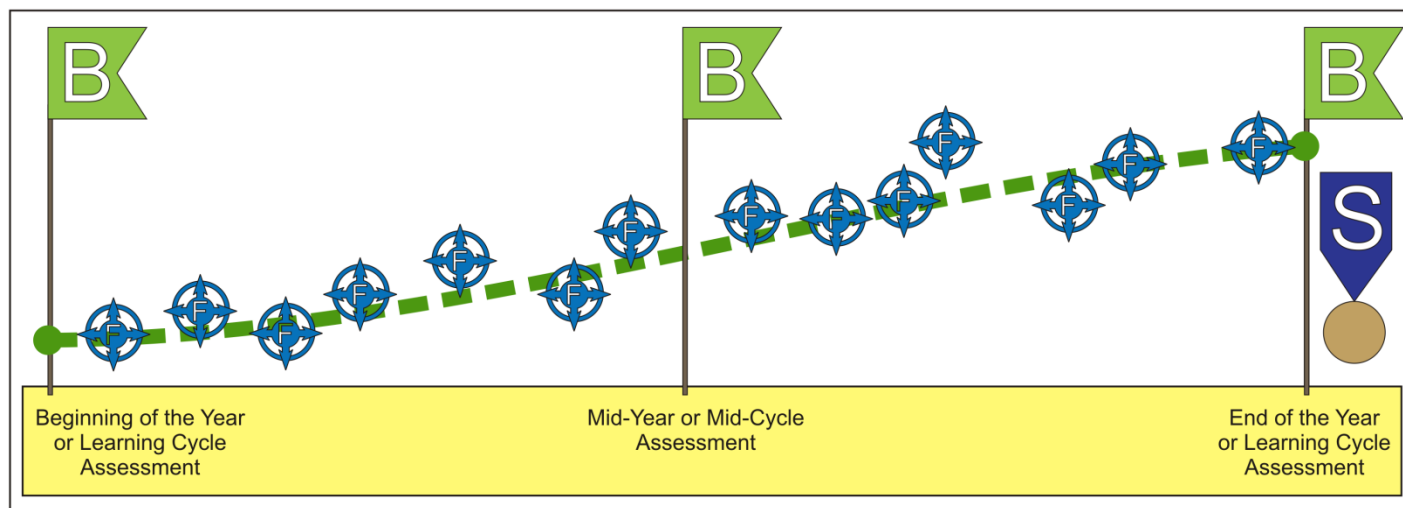 B
B
B
F
F
F
F
F
F
F
F
F
F
F
F
F
F
S
Beginning of the Year
or Learning Cycle
Assessment
Mid-Year or Mid-Cycle
Assessment
End of the Year
or Learning Cycle
Assessment